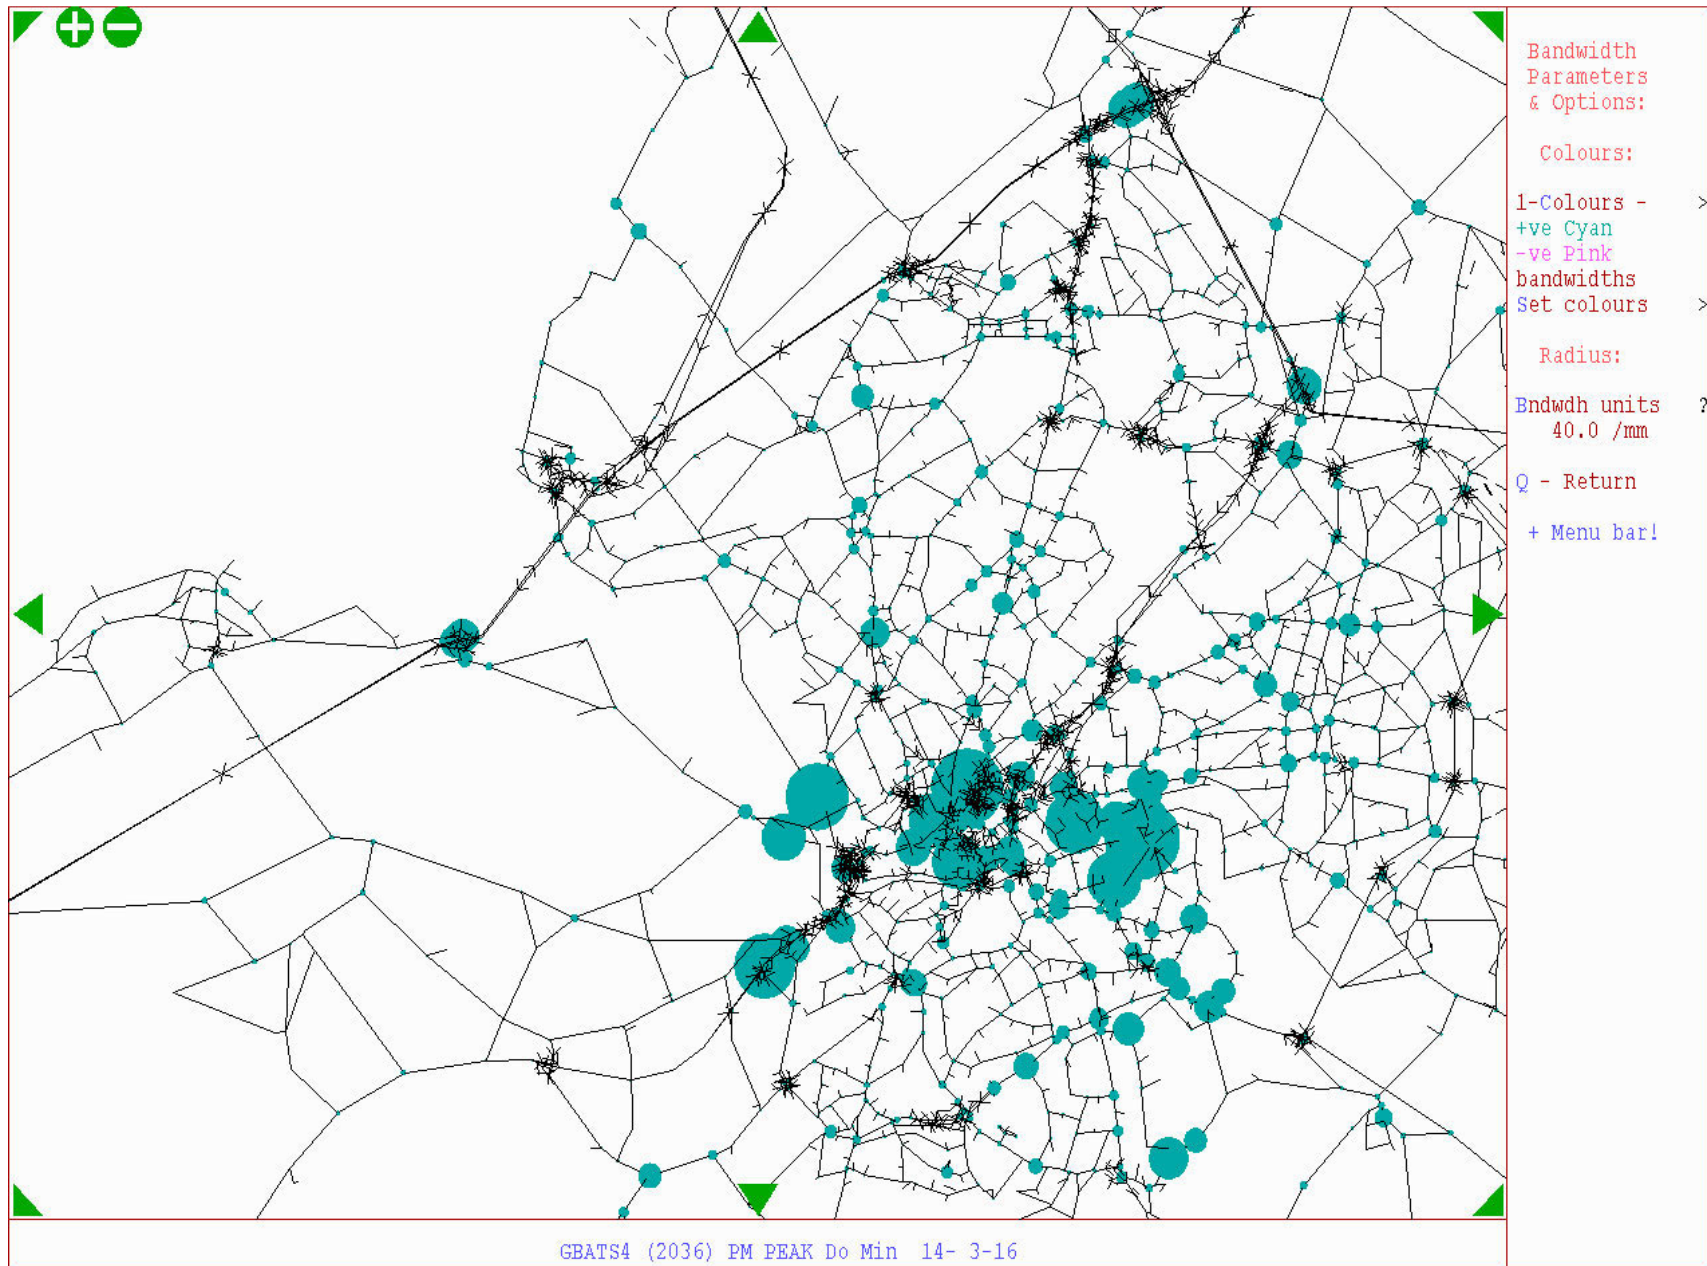 Bandwidth
Parameters
& Options:
Colours:
1-Colours - >
+ve Cyan
-ve Pink
bandwidths
Set colours >
Radius:
Bndwdh units ?
40.0 /mm
Q - Return
+ Menu bar!
GBATS4 (2036) PM PEAK Do Min 14- 3-16